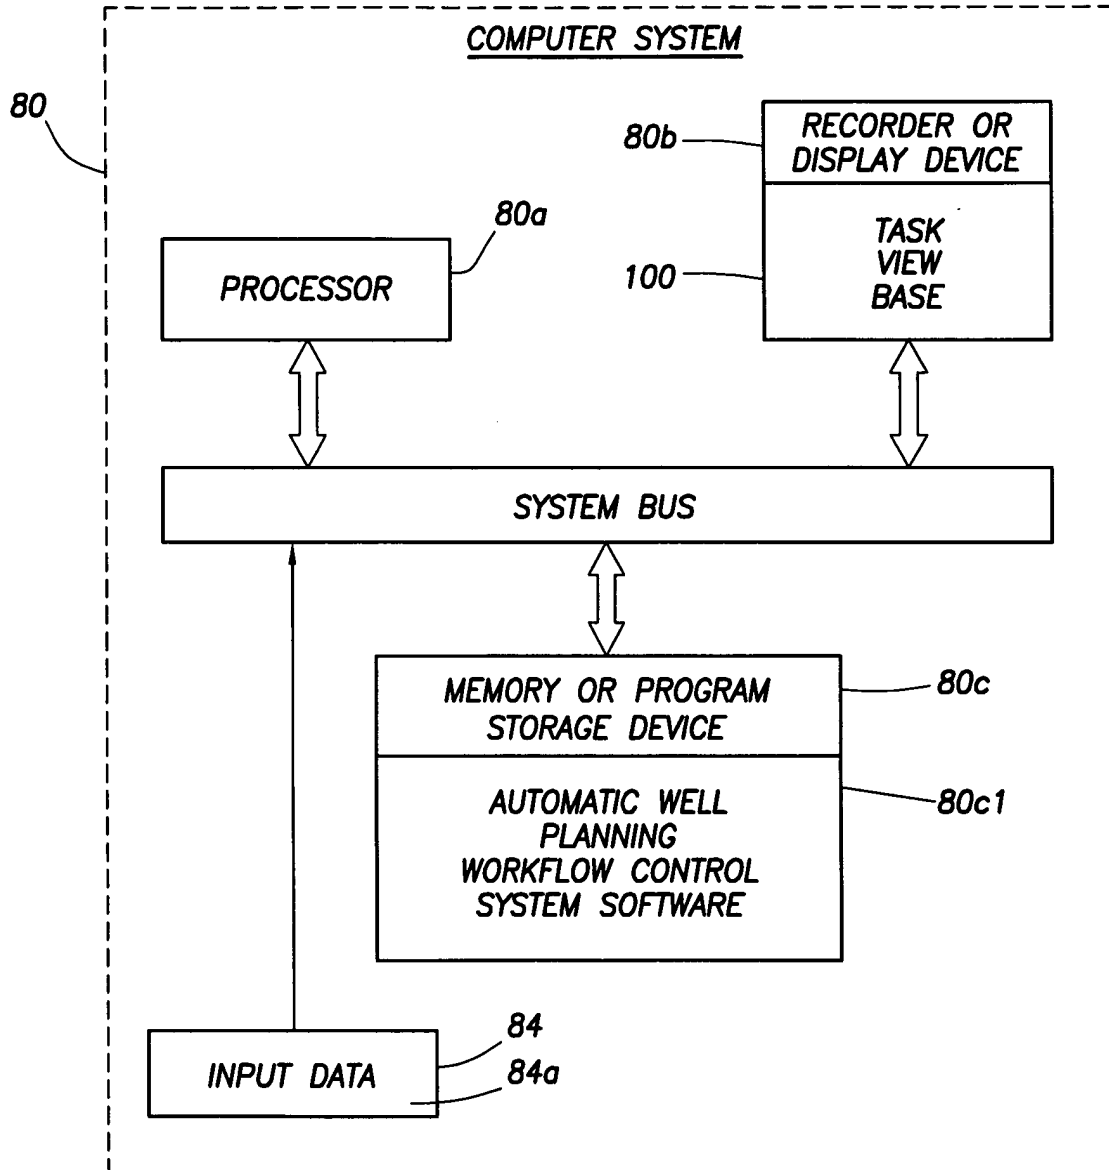 COMPUTER SYSTEM
80
80b
RECORDER OR
DISPLAY DEVICE
80a
PROCESSOR
100
TASK
VIEW
BASE
SYSTEM BUS
MEMORY OR PROGRAM
STORAGE DEVICE
80c
AUTOMATIC WELL
PLANNING
WORKFLOW CONTROL
SYSTEM SOFTWARE
80c1
84
INPUT DATA
84a